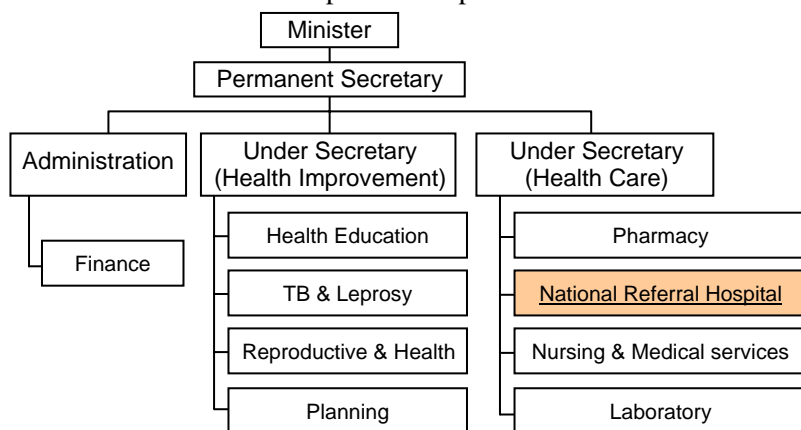 Minister
Permanent Secretary
Administration
Under Secretary
(Health Improvement)
Under Secretary
(Health Care)
Finance
Health Education
TB & Leprosy
Reproductive & Health
Planning
Pharmacy
National Referral Hospital
Nursing & Medical services
Laboratory